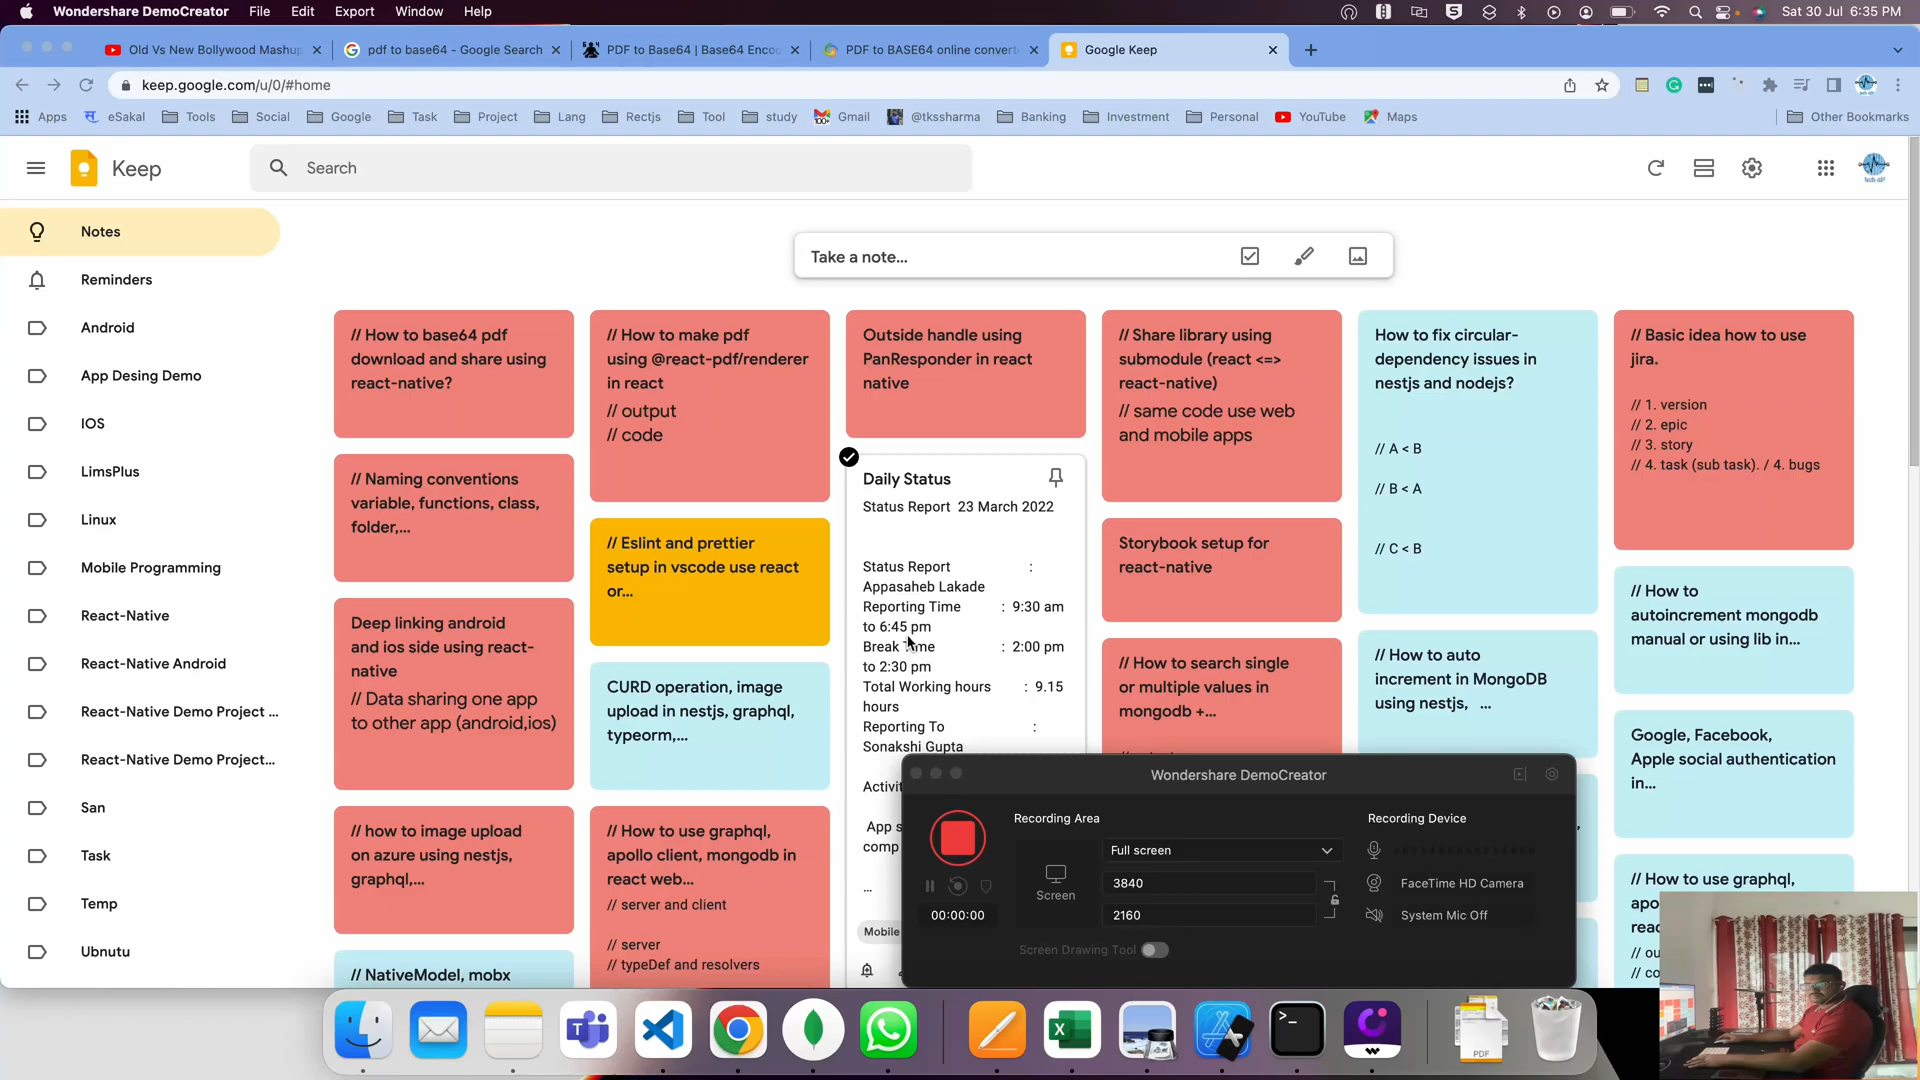 Wondershare DemoCreator File Edit Export Window Help
Sat 30 Jul 6:35 PM
Old Vs New Bollywood Mashup
pdf to base64 - Google Search
PDF to Base64 | Base64 Enco
PDF to BASE64 online convert
Google Keep
keep.google.com/u/0/#home
Apps eSakal Tools Social Google Task Project Lang Rectjs Tool study Gmail @tkssharma Banking Investment Personal YouTube Maps Other Bookmarks
Keep
Search
Notes
Reminders
Android
App Desing Demo
IOS
LimsPlus
Linux
Mobile Programming
React-Native
React-Native Android
React-Native Demo Project ...
React-Native Demo Project...
San
Task
Temp
Ubnutu
Take a note...
// How to base64 pdf
download and share using
react-native?
// Naming conventions
variable, functions, class,
folder,...
Deep linking android
and ios side using react-
native
// Data sharing one app
to other app (android,ios)
// how to image upload
on azure using nestjs,
graphql,...
// NativeModel, mobx
// How to make pdf
using @react-pdf/renderer
in react
// output
// code
// Eslint and prettier
setup in vscode use react
or...
CURD operation, image
upload in nestjs, graphql,
typeorm,...
// How to use graphql,
apollo client, mongodb in
react web...
// server and client
// server
// typeDef and resolvers
Outside handle using
PanResponder in react
native
Daily Status
Status Report 23 March 2022
Status Report :
Appasaheb Lakade
Reporting Time : 9:30 am
to 6:45 pm
Break Time : 2:00 pm
to 2:30 pm
Total Working hours : 9.15
hours
Reporting To :
Sonakshi Gupta
Activit
App s
comp
...
Mobile
// Share library using
submodule (react <=>
react-native)
// same code use web
and mobile apps
Storybook setup for
react-native
// How to search single
or multiple values in
mongodb +...
How to fix circular-
dependency issues in
nestjs and nodejs?
// A < B
// B < A
// C < B
// How to auto
increment in MongoDB
using nestjs, ...
// Basic idea how to use
jira.
// 1. version
// 2. epic
// 3. story
// 4. task (sub task). / 4. bugs
// How to
autoincrement mongodb
manual or using lib in...
Google, Facebook,
Apple social authentication
in...
// How to use graphql,
apo
reac
// ou
// co
Wondershare DemoCreator
Recording Area
Full screen
Screen
3840
2160
Screen Drawing Tool
00:00:00
Recording Device
FaceTime HD Camera
System Mic Off
PDF